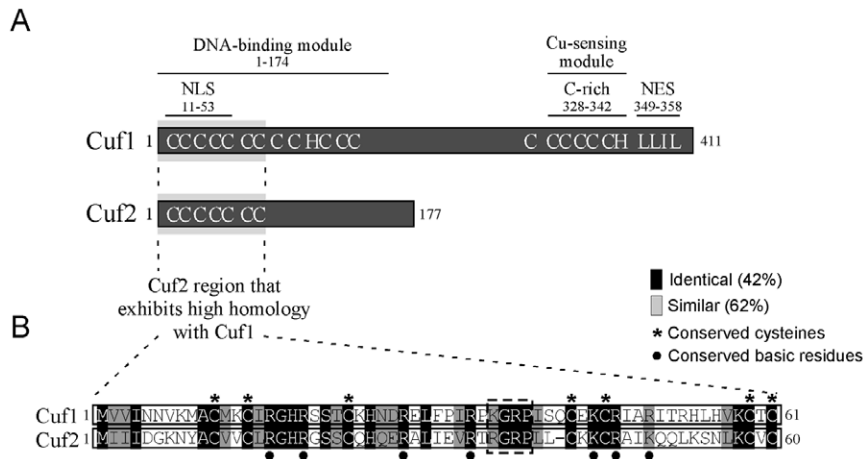 A
DNA-binding module
1-174
Cu-sensing
module
NLS
11-53
C-rich
328-342
NES
349-358
Cuf1 1 CCCCC CC C C HC CC C CCCCCH LLIL 411
Cuf2 1 CCCCC CC 177
Cuf2 region that
exhibits high homology
with Cuf1
Identical (42%)
Similar (62%)
* Conserved cysteines
● Conserved basic residues
B
* * * * * * *
Cuf1 1 MVVINNVKMACMKCIRGHRSSTCKHNDRELFPIRPKGRPISQCEKCRIARITRHLHVKCTC 61
Cuf2 1 MIIIDGKNYACVVCLRGHRGSSCQHQERALIEVRTRGRPLL-CKKCRAIKQQLKSNLKCVC 60
● ● ● ● ● ● ●